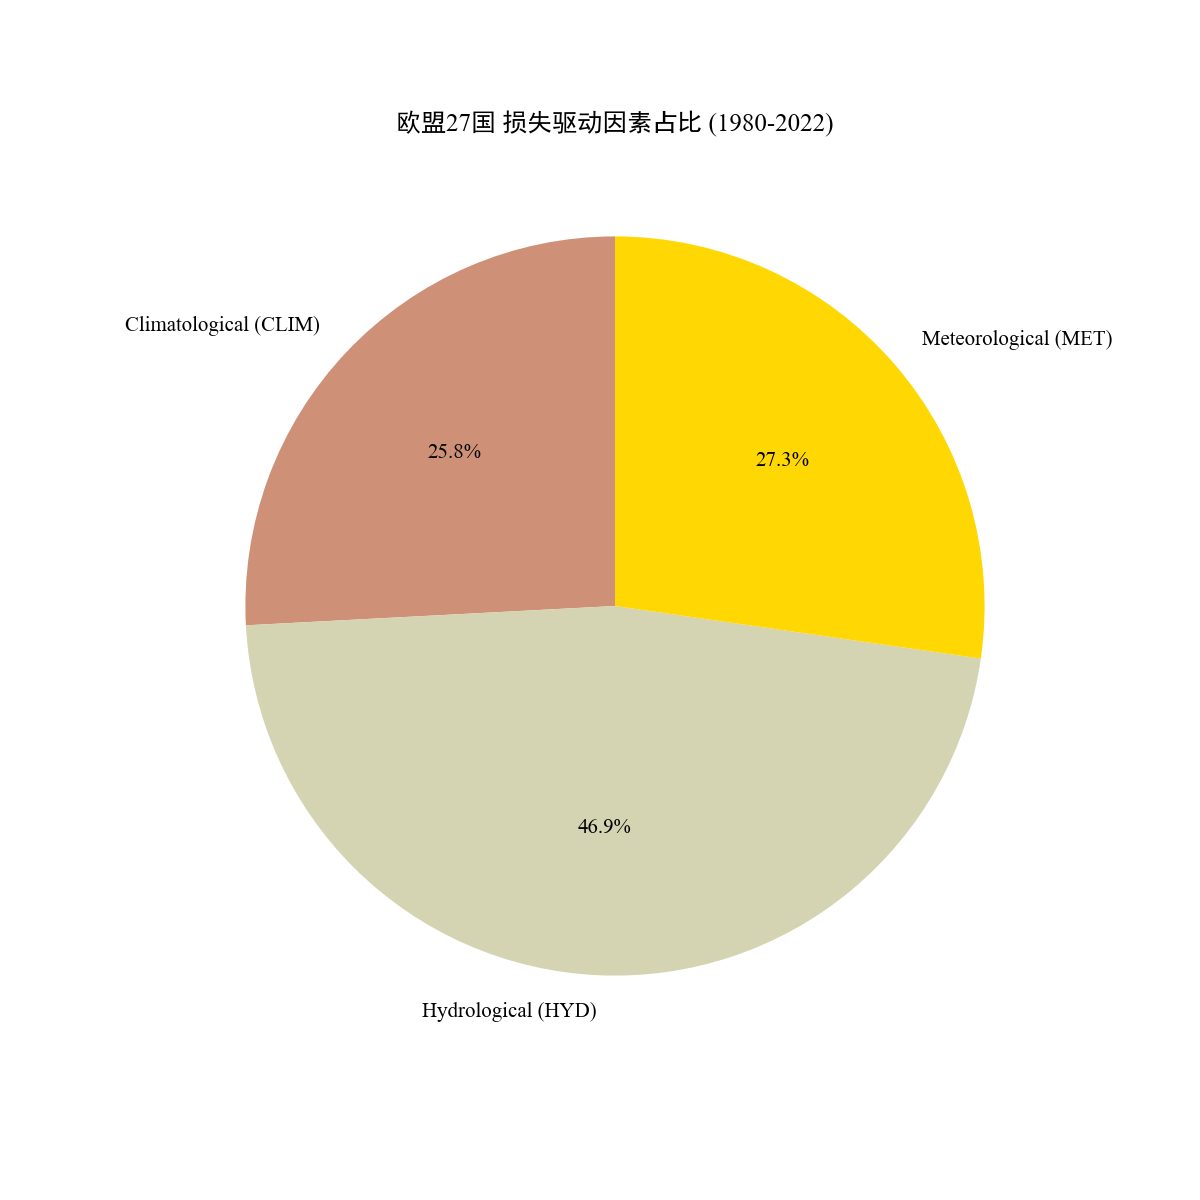 欧盟27国 损失驱动因素占比 (1980-2022)
Climatological (CLIM)
Meteorological (MET)
25.8%
27.3%
46.9%
Hydrological (HYD)